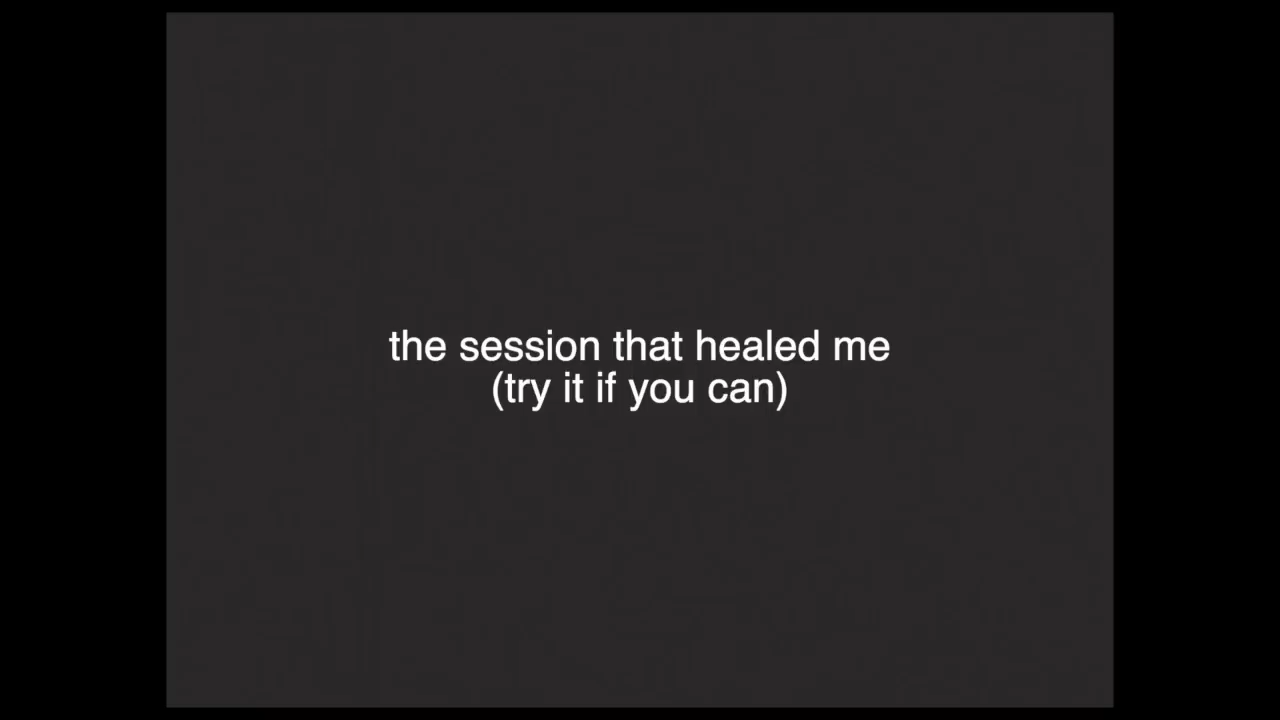 the session that healed me
(try it if you can)